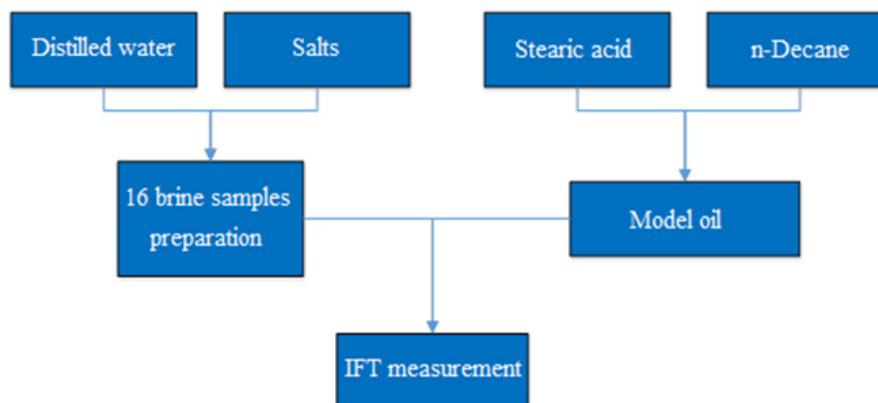 Distilled water
Salts
Stearic acid
n-Decane
16 brine samples
preparation
Model oil
IFT measurement